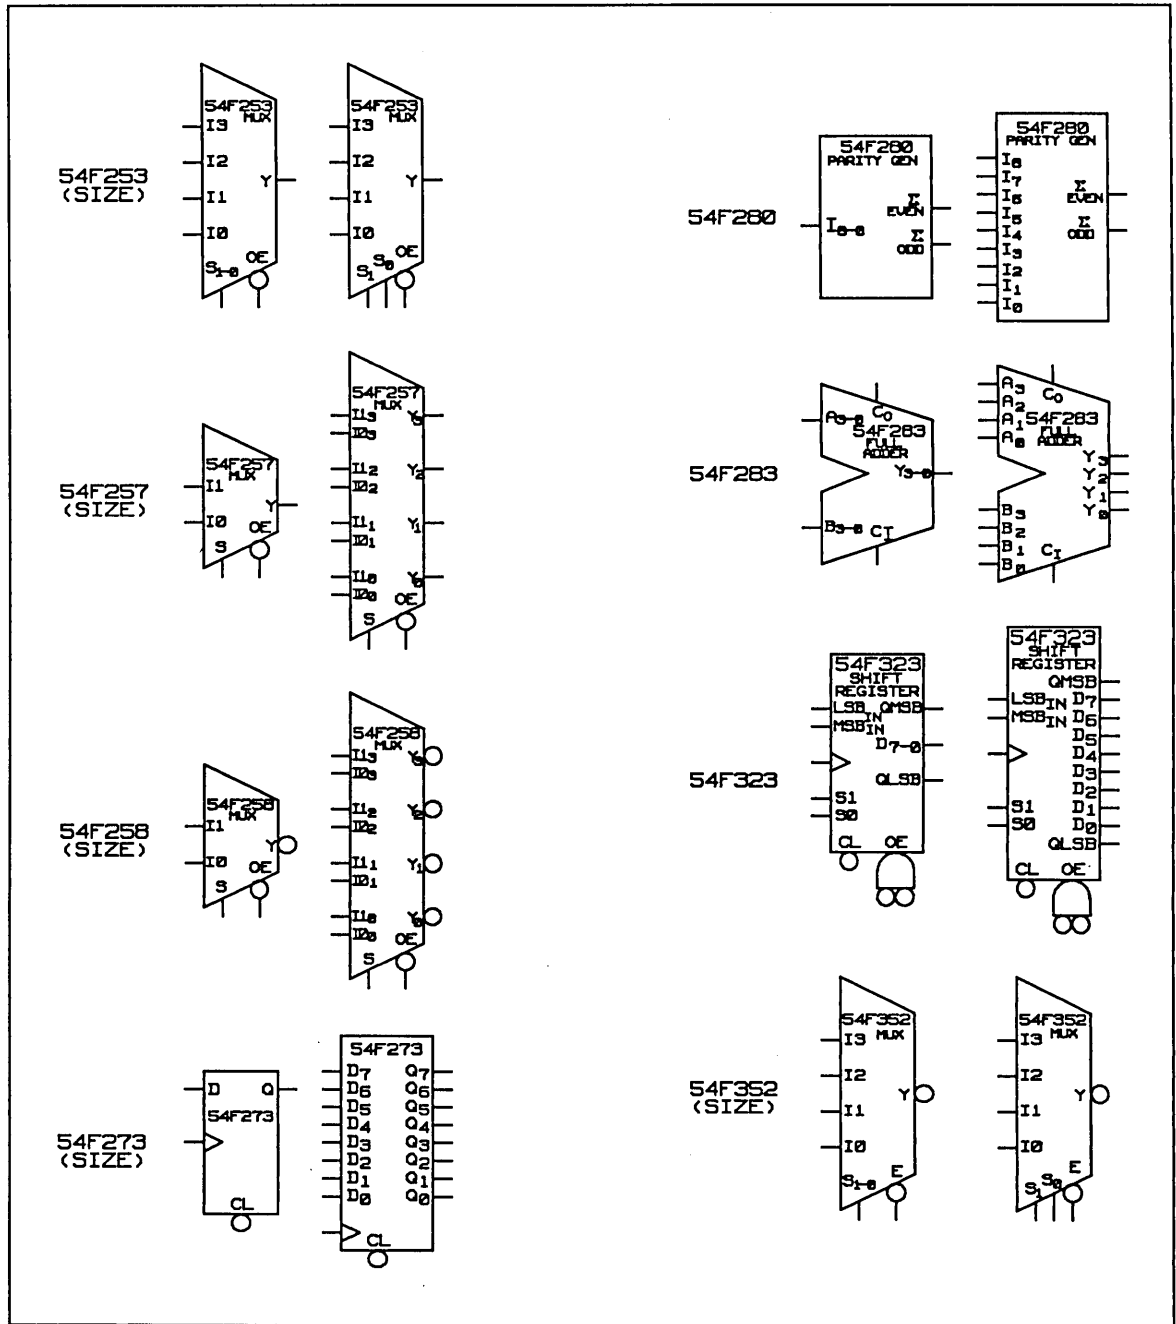 54F253
(SIZE)
54F253
MUX
I3
I2
I1
I0
Y
S1-0
OE
54F253
MUX
I3
I2
I1
I0
Y
S1
S0
OE
54F257
(SIZE)
54F257
MUX
I1
I0
Y
S
OE
54F257
MUX
I13
I03
I12
I02
I11
I01
I10
I00
Y3
Y2
Y1
Y0
S
OE
54F258
(SIZE)
54F258
MUX
I1
I0
Y
S
OE
54F258
MUX
I13
I03
I12
I02
I11
I01
I10
I00
Y3
Y2
Y1
Y0
S
OE
54F273
(SIZE)
D Q
54F273
CL
54F273
D7 Q7
D6 Q6
D5 Q5
D4 Q4
D3 Q3
D2 Q2
D1 Q1
D0 Q0
CL
54F280
54F280
PARITY GEN
I8-0
Σ
EVEN
Σ
ODD
54F280
PARITY GEN
I8
I7
I6
I5
I4
I3
I2
I1
I0
Σ
EVEN
Σ
ODD
54F283
CO
A3-0
54F283
FULL
ADDER
Y3-0
B3-0
CI
CO
A3
A2
A1
A0
54F283
FULL
ADDER
Y3
Y2
Y1
Y0
B3
B2
B1
B0
CI
54F323
54F323
SHIFT
REGISTER
LSBIN QMSB
MSBIN
D7-0
QLSB
S1
S0
CL OE
54F323
SHIFT
REGISTER
QMSB
LSBIN D7
MSBIN D6
D5
D4
D3
D2
S1 D1
S0 D0
QLSB
CL OE
54F352
(SIZE)
54F352
MUX
I3
I2
I1
I0
Y
S1-0
E
54F352
MUX
I3
I2
I1
I0
Y
S1
S0
E